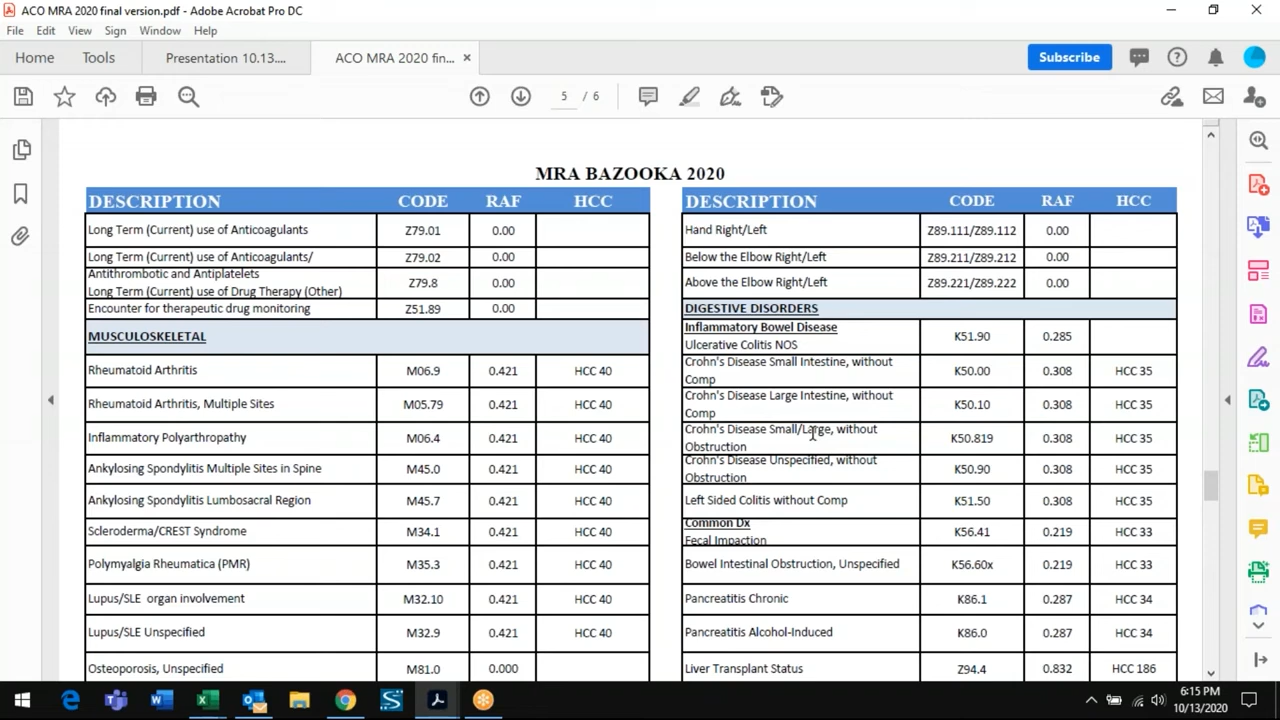 ACO MRA 2020 final version.pdf - Adobe Acrobat Pro DC
File Edit View Sign Window Help
Home Tools Presentation 10.13.... ACO MRA 2020 fin... ×
Subscribe
5 / 6
MRA BAZOOKA 2020
DESCRIPTION CODE RAF HCC
Long Term (Current) use of Anticoagulants Z79.01 0.00
Long Term (Current) use of Anticoagulants/ Z79.02 0.00
Antithrombotic and Antiplatelets
Long Term (Current) use of Drug Therapy (Other) Z79.8 0.00
Encounter for therapeutic drug monitoring Z51.89 0.00
MUSCULOSKELETAL
Rheumatoid Arthritis M06.9 0.421 HCC 40
Rheumatoid Arthritis, Multiple Sites M05.79 0.421 HCC 40
Inflammatory Polyarthropathy M06.4 0.421 HCC 40
Ankylosing Spondylitis Multiple Sites in Spine M45.0 0.421 HCC 40
Ankylosing Spondylitis Lumbosacral Region M45.7 0.421 HCC 40
Scleroderma/CREST Syndrome M34.1 0.421 HCC 40
Polymyalgia Rheumatica (PMR) M35.3 0.421 HCC 40
Lupus/SLE organ involvement M32.10 0.421 HCC 40
Lupus/SLE Unspecified M32.9 0.421 HCC 40
Osteoporosis, Unspecified M81.0 0.000
DESCRIPTION CODE RAF HCC
Hand Right/Left Z89.111/Z89.112 0.00
Below the Elbow Right/Left Z89.211/Z89.212 0.00
Above the Elbow Right/Left Z89.221/Z89.222 0.00
DIGESTIVE DISORDERS
Inflammatory Bowel Disease
Ulcerative Colitis NOS K51.90 0.285
Crohn's Disease Small Intestine, without
Comp K50.00 0.308 HCC 35
Crohn's Disease Large Intestine, without
Comp K50.10 0.308 HCC 35
Crohn's Disease Small/Large, without
Obstruction K50.819 0.308 HCC 35
Crohn's Disease Unspecified, without
Obstruction K50.90 0.308 HCC 35
Left Sided Colitis without Comp K51.50 0.308 HCC 35
Common Dx
Fecal Impaction K56.41 0.219 HCC 33
Bowel Intestinal Obstruction, Unspecified K56.60x 0.219 HCC 33
Pancreatitis Chronic K86.1 0.287 HCC 34
Pancreatitis Alcohol-Induced K86.0 0.287 HCC 34
Liver Transplant Status Z94.4 0.832 HCC 186
6:15 PM
10/13/2020